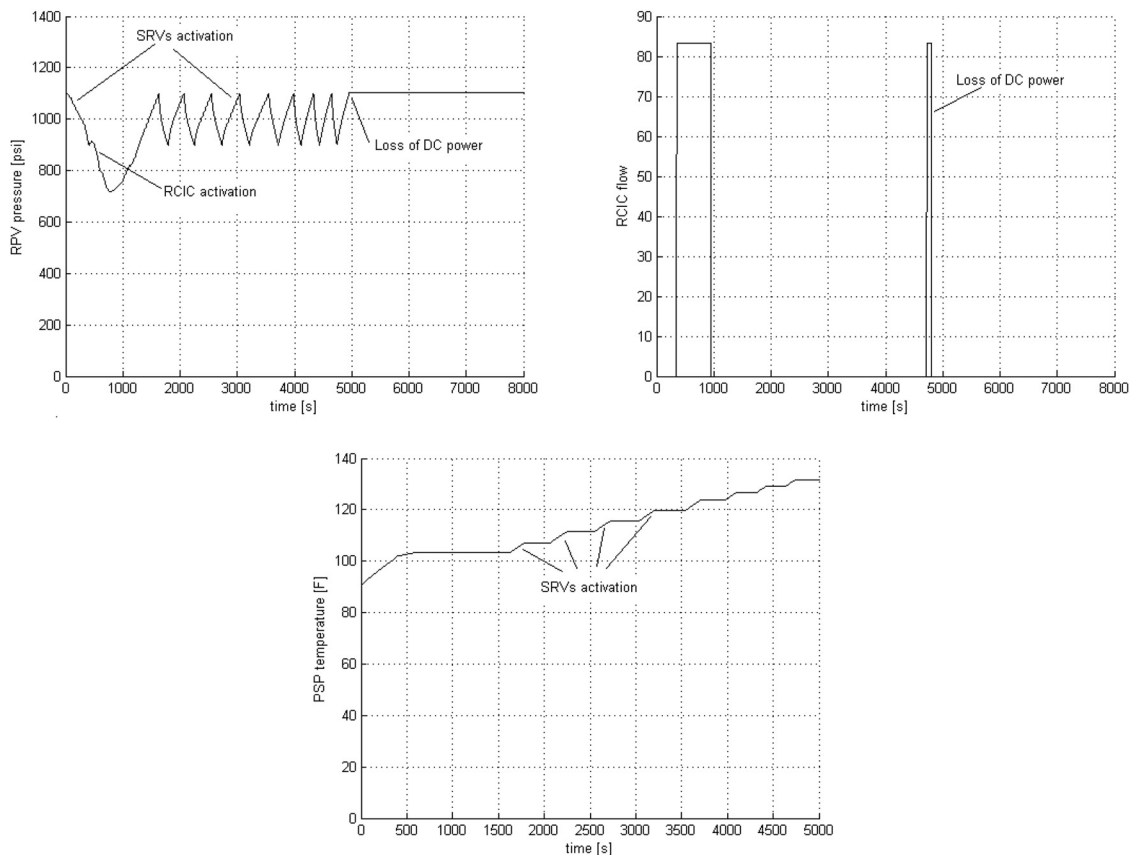 1400
1200
1000
800
600
400
200
0
RPV pressure [psi]
SRVs activation
RCIC activation
Loss of DC power
0 1000 2000 3000 4000 5000 6000 7000 8000
time [s]
90
80
70
60
50
40
30
20
10
0
RCIC flow
Loss of DC power
0 1000 2000 3000 4000 5000 6000 7000 8000
time [s]
140
120
100
80
60
40
20
0
PSP temperature [F]
SRVs activation
0 500 1000 1500 2000 2500 3000 3500 4000 4500 5000
time [s]